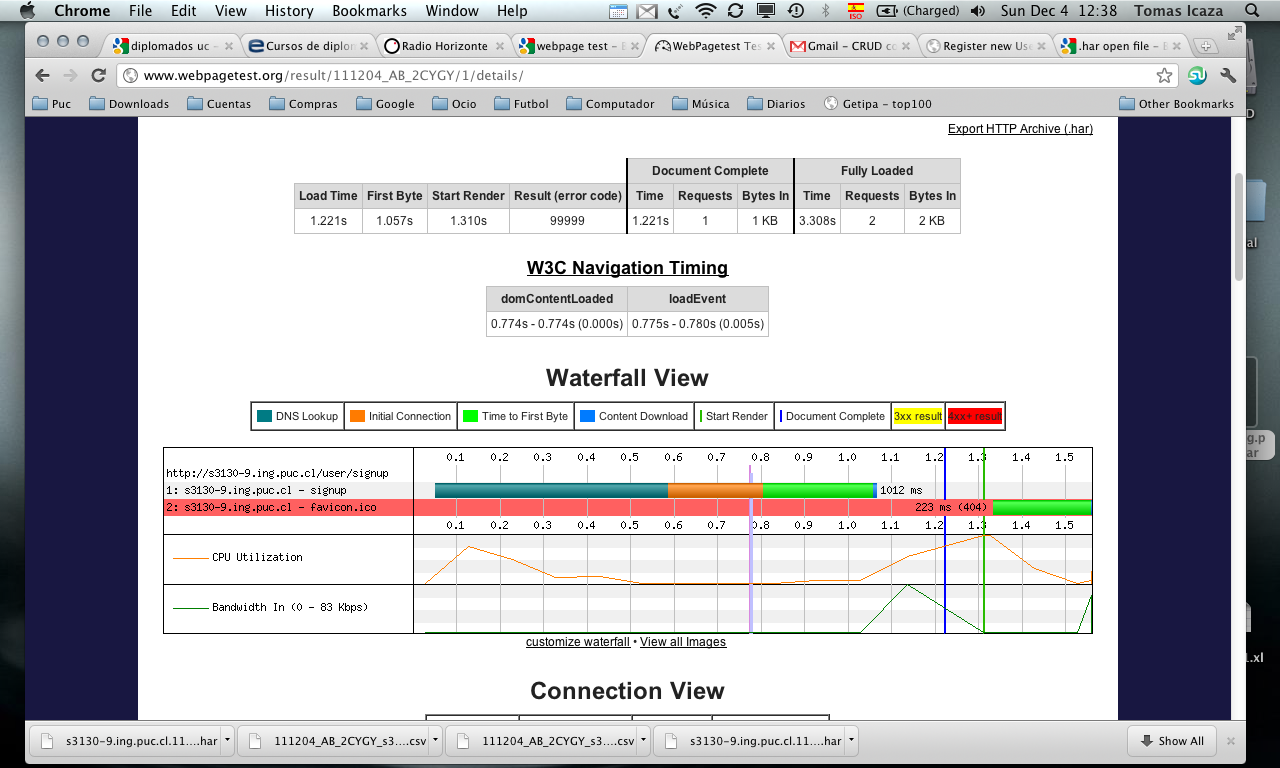 Chrome File Edit View History Bookmarks Window Help ISO (Charged) Sun Dec 4 12:38 Tomas Icaza
diplomados uc – Cursos de diplon Radio Horizonte webpage test – WebPagetest Tes Gmail – CRUD co Register new Use .har open file –
www.webpagetest.org/result/111204_AB_2CYGY/1/details/
Puc Downloads Cuentas Compras Google Ocio Futbol Computador Música Diarios Getipa – top100 Other Bookmarks
Export HTTP Archive (.har)
Document Complete Fully Loaded
Load Time First Byte Start Render Result (error code) Time Requests Bytes In Time Requests Bytes In
1.221s 1.057s 1.310s 99999 1.221s 1 1 KB 3.308s 2 2 KB
W3C Navigation Timing
domContentLoaded loadEvent
0.774s - 0.774s (0.000s) 0.775s - 0.780s (0.005s)
Waterfall View
DNS Lookup Initial Connection Time to First Byte Content Download Start Render Document Complete 3xx result 4xx+ result
0.1 0.2 0.3 0.4 0.5 0.6 0.7 0.8 0.9 1.0 1.1 1.2 1.3 1.4 1.5
http://s3130-9.ing.puc.cl/user/signup
1: s3130-9.ing.puc.cl - signup 1012 ms
2: s3130-9.ing.puc.cl - favicon.ico 223 ms (404)
0.1 0.2 0.3 0.4 0.5 0.6 0.7 0.8 0.9 1.0 1.1 1.2 1.3 1.4 1.5
CPU Utilization
Bandwidth In (0 - 83 Kbps)
customize waterfall • View all Images
Connection View
s3130-9.ing.puc.cl.11....har 111204_AB_2CYGY_s3....csv 111204_AB_2CYGY_s3....csv s3130-9.ing.puc.cl.11....har Show All